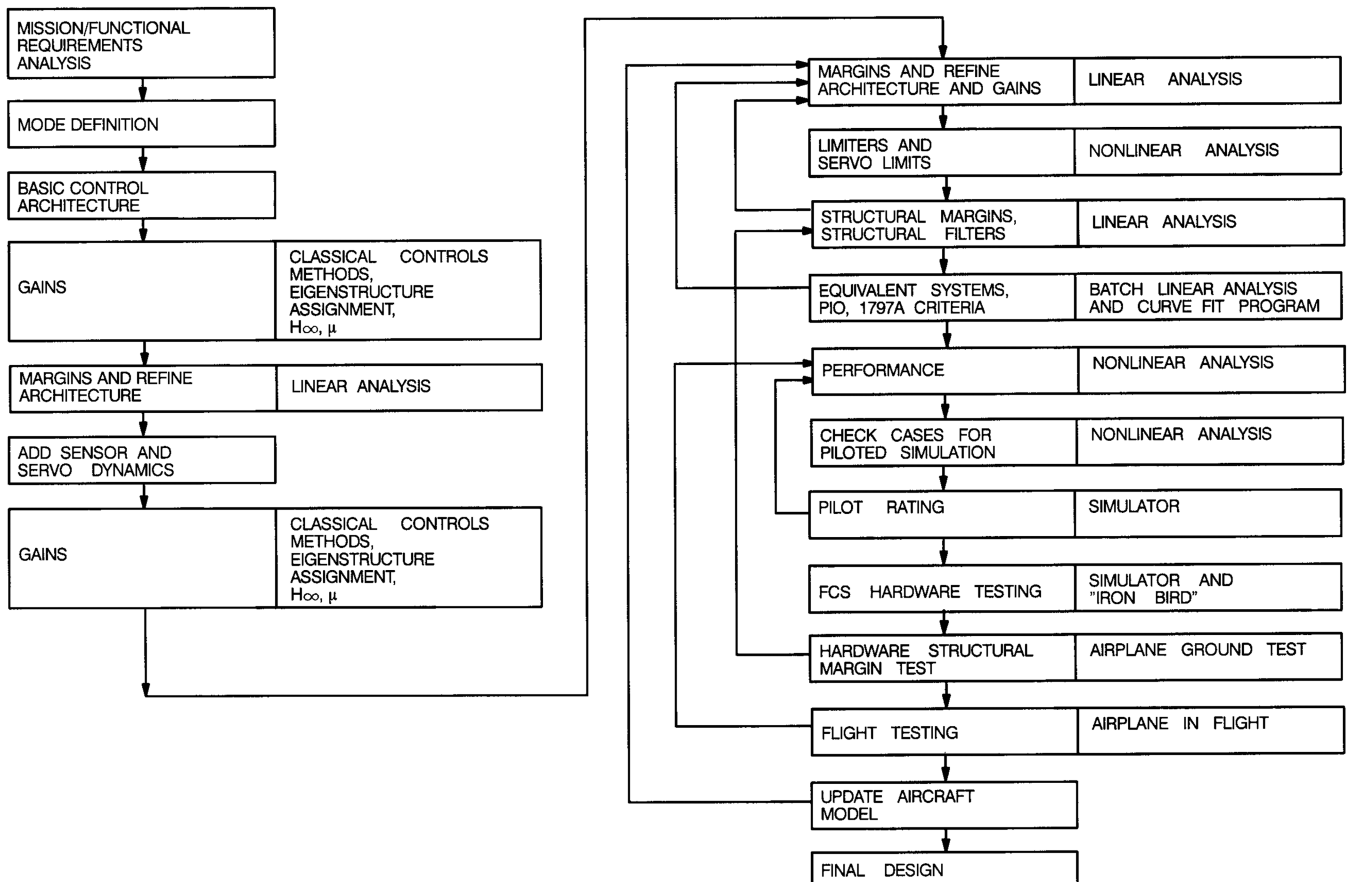 MISSION/FUNCTIONAL
REQUIREMENTS
ANALYSIS
MODE DEFINITION
BASIC CONTROL
ARCHITECTURE
GAINS
CLASSICAL CONTROLS
METHODS,
EIGENSTRUCTURE
ASSIGNMENT,
H∞, μ
MARGINS AND REFINE
ARCHITECTURE
LINEAR ANALYSIS
ADD SENSOR AND
SERVO DYNAMICS
GAINS
CLASSICAL CONTROLS
METHODS,
EIGENSTRUCTURE
ASSIGNMENT,
H∞, μ
MARGINS AND REFINE
ARCHITECTURE AND GAINS
LINEAR ANALYSIS
LIMITERS AND
SERVO LIMITS
NONLINEAR ANALYSIS
STRUCTURAL MARGINS,
STRUCTURAL FILTERS
LINEAR ANALYSIS
EQUIVALENT SYSTEMS,
PIO, 1797A CRITERIA
BATCH LINEAR ANALYSIS
AND CURVE FIT PROGRAM
PERFORMANCE
NONLINEAR ANALYSIS
CHECK CASES FOR
PILOTED SIMULATION
NONLINEAR ANALYSIS
PILOT RATING
SIMULATOR
FCS HARDWARE TESTING
SIMULATOR AND
"IRON BIRD"
HARDWARE STRUCTURAL
MARGIN TEST
AIRPLANE GROUND TEST
FLIGHT TESTING
AIRPLANE IN FLIGHT
UPDATE AIRCRAFT
MODEL
FINAL DESIGN